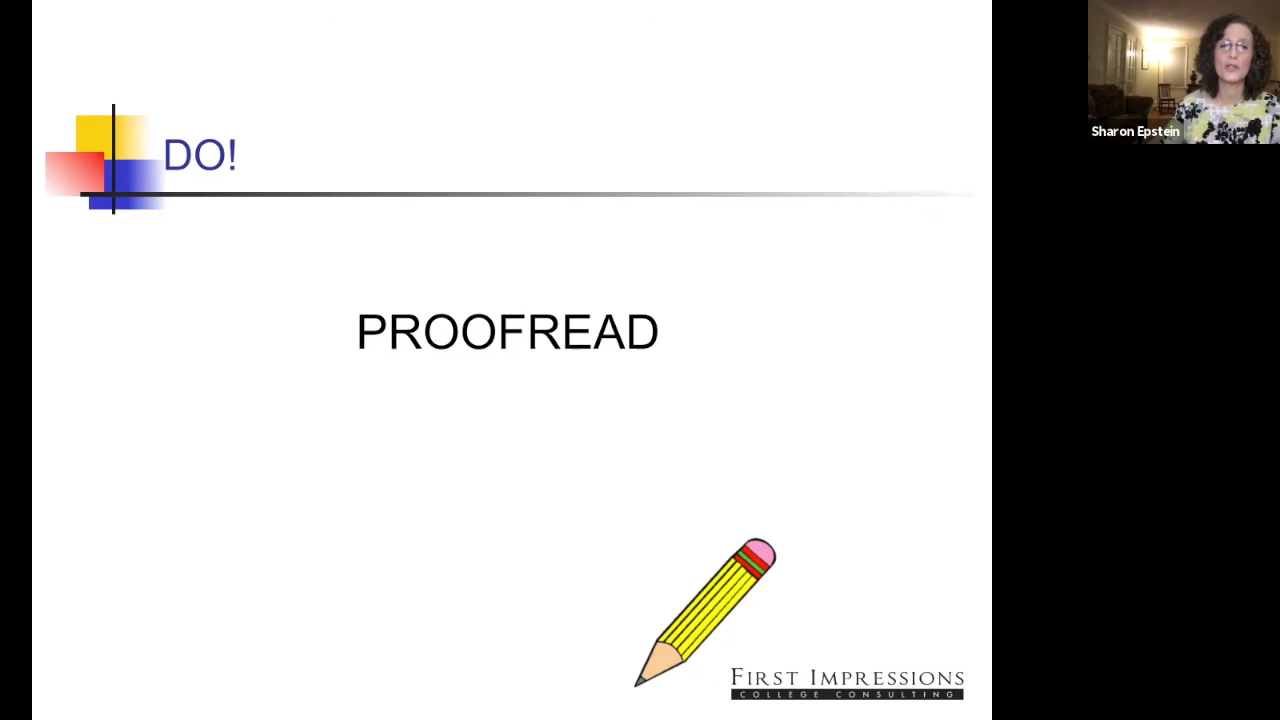 DO!
PROOFREAD
FIRST IMPRESSIONS
COLLEGE CONSULTING
Sharon Epstein